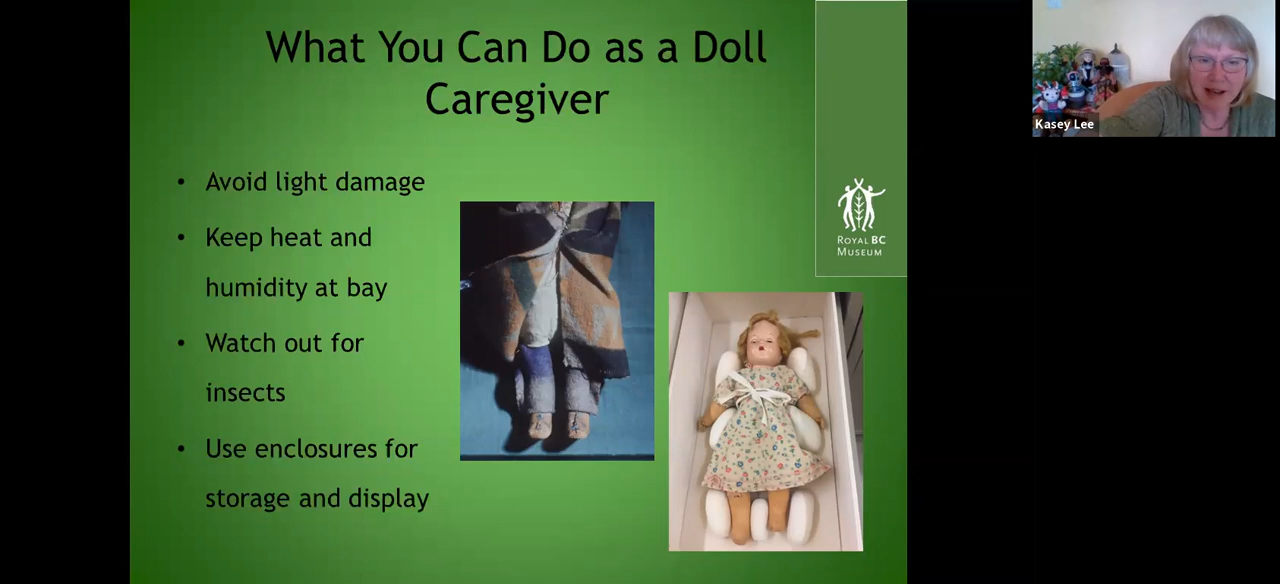 What You Can Do as a Doll
Caregiver
• Avoid light damage
• Keep heat and
humidity at bay
• Watch out for
insects
• Use enclosures for
storage and display
ROYAL BC
MUSEUM
Kasey Lee